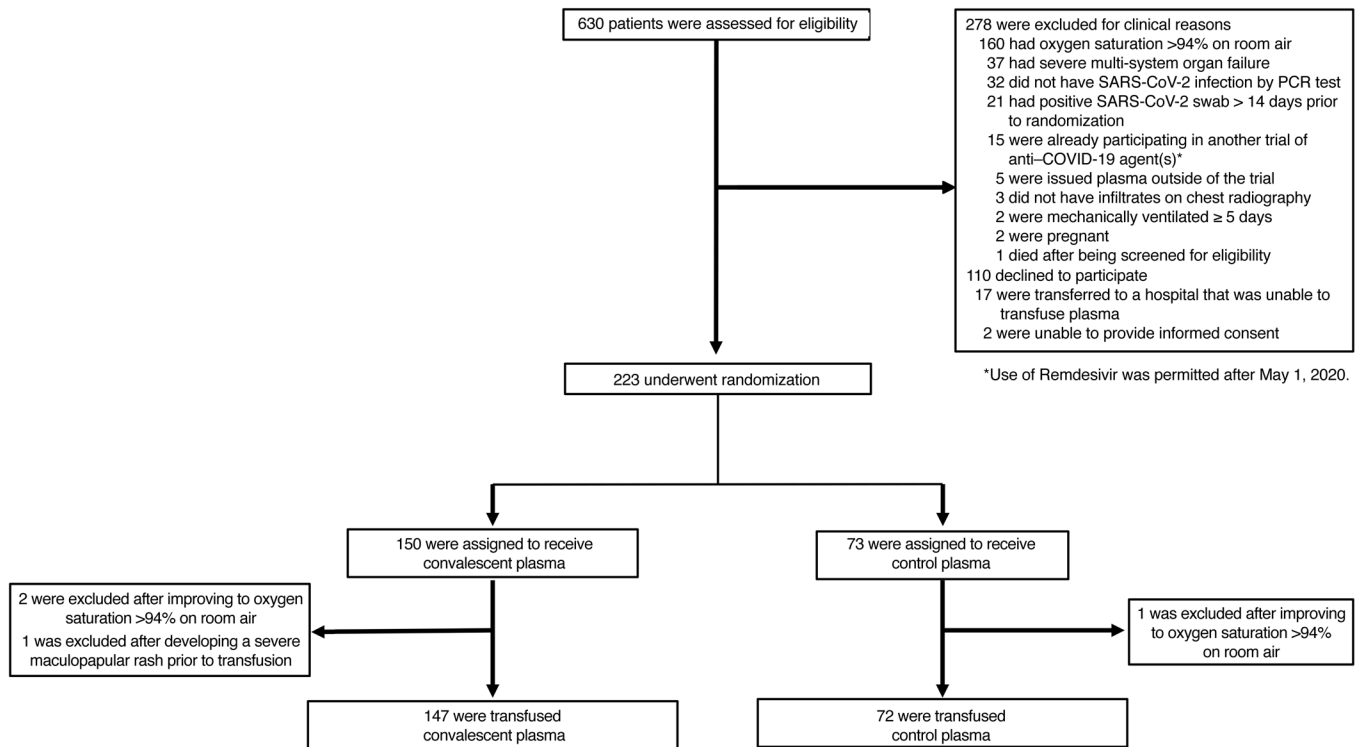 630 patients were assessed for eligibility
278 were excluded for clinical reasons
160 had oxygen saturation >94% on room air
37 had severe multi-system organ failure
32 did not have SARS-CoV-2 infection by PCR test
21 had positive SARS-CoV-2 swab > 14 days prior
to randomization
15 were already participating in another trial of
anti–COVID-19 agent(s)*
5 were issued plasma outside of the trial
3 did not have infiltrates on chest radiography
2 were mechanically ventilated ≥ 5 days
2 were pregnant
1 died after being screened for eligibility
110 declined to participate
17 were transferred to a hospital that was unable to
transfuse plasma
2 were unable to provide informed consent
*Use of Remdesivir was permitted after May 1, 2020.
223 underwent randomization
150 were assigned to receive
convalescent plasma
73 were assigned to receive
control plasma
2 were excluded after improving to oxygen
saturation >94% on room air
1 was excluded after developing a severe
maculopapular rash prior to transfusion
1 was excluded after improving
to oxygen saturation >94%
on room air
147 were transfused
convalescent plasma
72 were transfused
control plasma